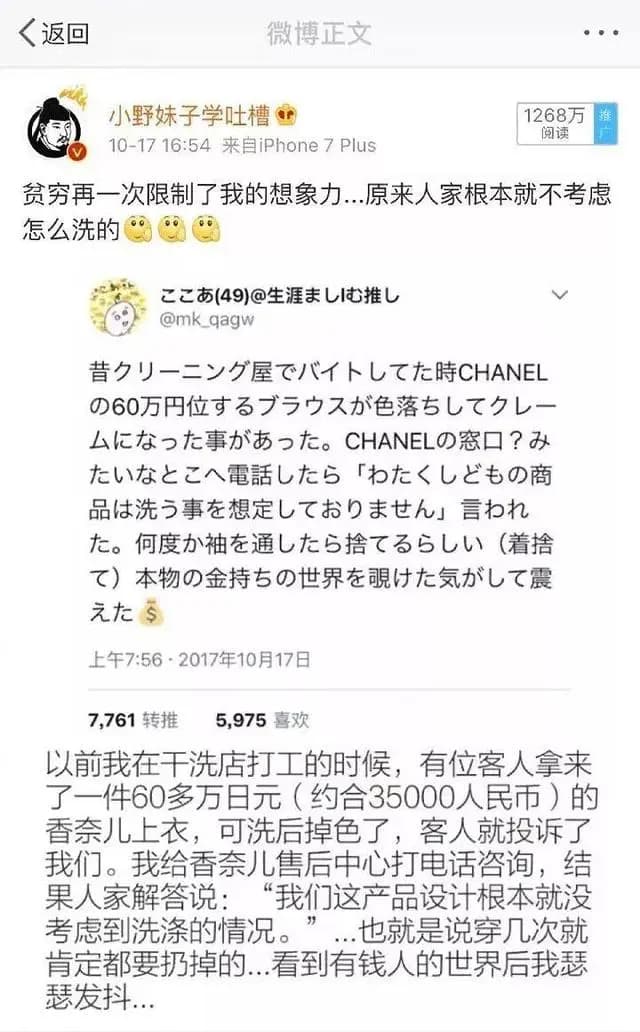 返回
微博正文
小野妹子学吐槽
1268万
阅读
推广
10-17 16:54 来自iPhone 7 Plus
贫穷再一次限制了我的想象力...原来人家根本就不考虑
怎么洗的
ここあ(49)@生涯ましlむ推し
@mk_qagw
昔クリーニング屋でバイトしてた時CHANEL
の60万円位するブラウスが色落ちしてクレー
ムになった事があった。CHANELの窓口？み
たいなとこへ電話したら「わたくしどもの商
品は洗う事を想定しておりません」言われ
た。何度か袖を通したら捨てるらしい（着捨
て）本物の金持ちの世界を覗けた気がして震
えた
上午7:56 · 2017年10月17日
7,761 转推 5,975 喜欢
以前我在干洗店打工的时候，有位客人拿来
了一件60多万日元（约合35000人民币）的
香奈儿上衣，可洗后掉色了，客人就投诉了
我们。我给香奈儿售后中心打电话咨询，结
果人家解答说：“我们这产品设计根本就没
考虑到洗涤的情况。”...也就是说穿几次就
肯定都要扔掉的...看到有钱人的世界后我瑟
瑟发抖...